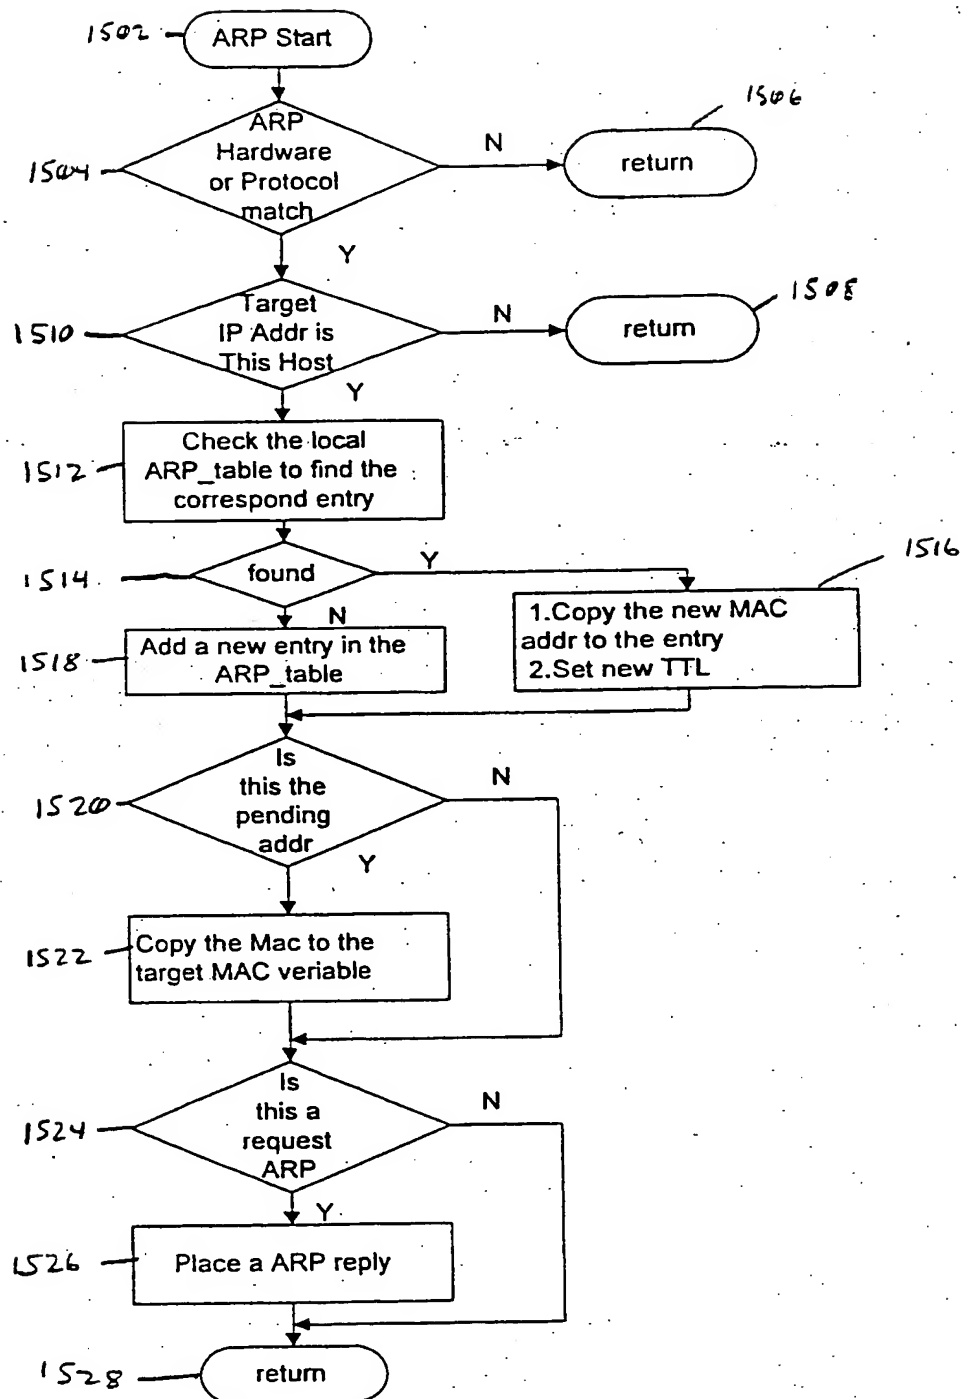 1502
ARP Start
1504
ARP
Hardware
or Protocol
match
N
1506
return
Y
1510
Target
IP Addr is
This Host
N
1508
return
Y
1512
Check the local
ARP_table to find the
correspond entry
1514
found
Y
1516
1.Copy the new MAC
addr to the entry
2.Set new TTL
N
1518
Add a new entry in the
ARP_table
1520
Is
this the
pending
addr
N
Y
1522
Copy the Mac to the
target MAC veriable
1524
Is
this a
request
ARP
N
Y
1526
Place a ARP reply
1528
return